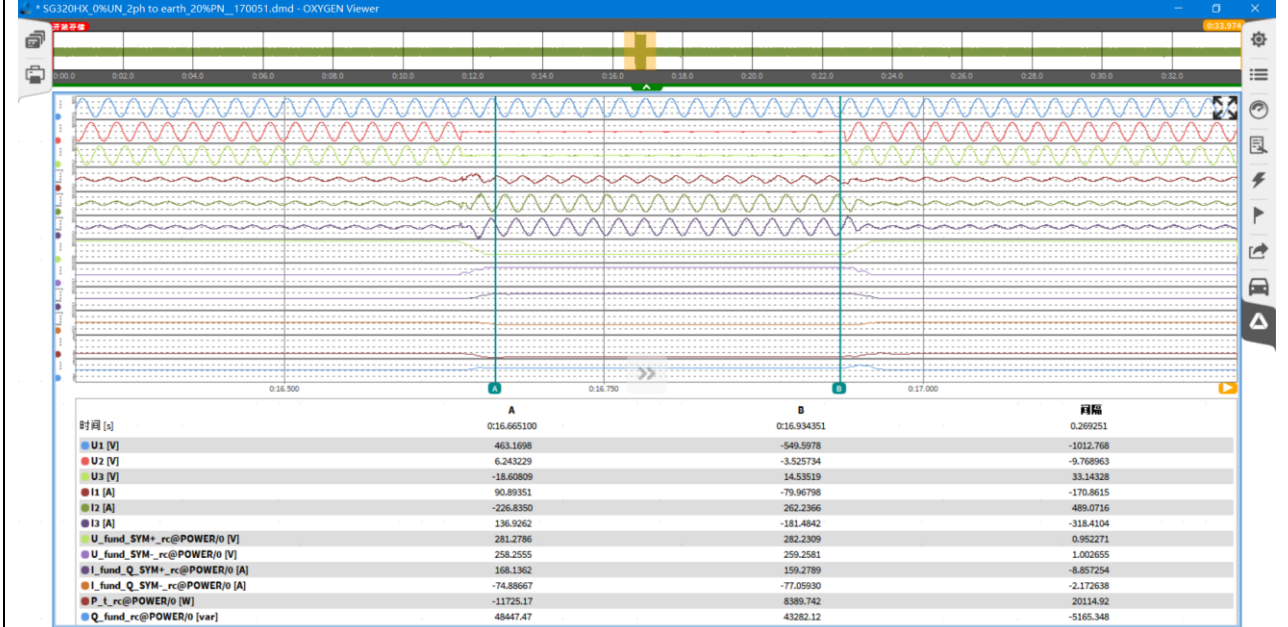 * SG320HX_0%UN_2ph to earth_20%PN__170051.dmd - OXYGEN Viewer
开始存储
0:33.974
0:00.0 0:02.0 0:04.0 0:06.0 0:08.0 0:10.0 0:12.0 0:14.0 0:16.0 0:18.0 0:20.0 0:22.0 0:24.0 0:26.0 0:28.0 0:30.0 0:32.0
0:16.500 A 0:16.750 B 0:17.000
A B 间隔
时间 [s] 0:16.665100 0:16.934351 0.269251
U1 [V] 463.1698 -549.5978 -1012.768
U2 [V] 6.243229 -3.525734 -9.768963
U3 [V] -18.60809 14.53519 33.14328
I1 [A] 90.89351 -79.96798 -170.8615
I2 [A] -226.8350 262.2366 489.0716
I3 [A] 136.9262 -181.4842 -318.4104
U_fund_SYM+_rc@POWER/0 [V] 281.2786 282.2309 0.952271
U_fund_SYM-_rc@POWER/0 [V] 258.2555 259.2581 1.002655
I_fund_Q_SYM+_rc@POWER/0 [A] 168.1362 159.2789 -8.857254
I_fund_Q_SYM-_rc@POWER/0 [A] -74.88667 -77.05930 -2.172638
P_t_rc@POWER/0 [W] -11725.17 8389.742 20114.92
Q_fund_rc@POWER/0 [var] 48447.47 43282.12 -5165.348